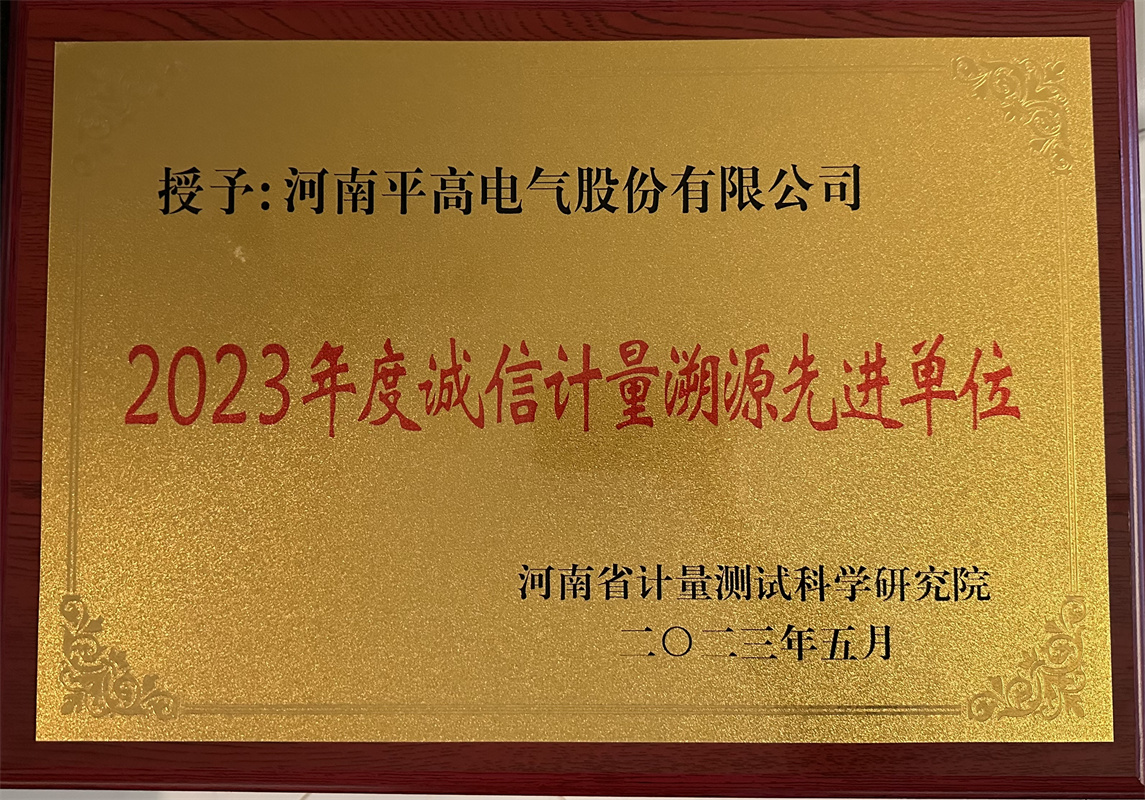 授予:河南平高电气股份有限公司
2023年度诚信计量溯源先进单位
河南省计量测试科学研究院
二〇二三年五月